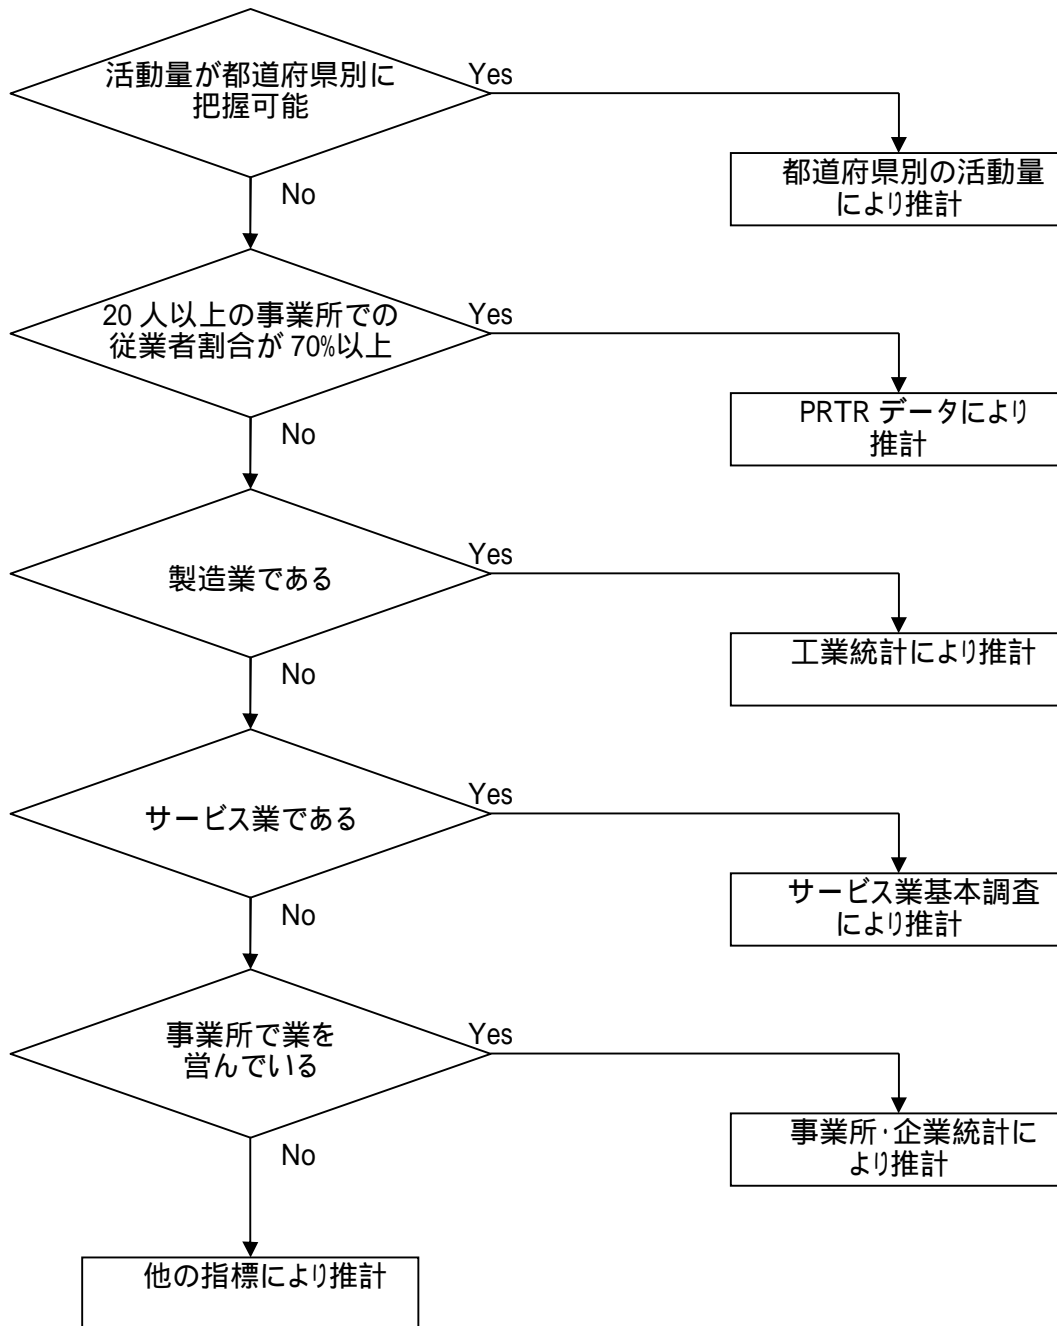 活動量が都道府県別に
把握可能
Yes
都道府県別の活動量
により推計
No
20 人以上の事業所での
従業者割合が 70%以上
Yes
PRTR データにより
推計
No
製造業である
Yes
工業統計により推計
No
サービス業である
Yes
サービス業基本調査
により推計
No
事業所で業を
営んでいる
Yes
事業所・企業統計に
より推計
No
他の指標により推計